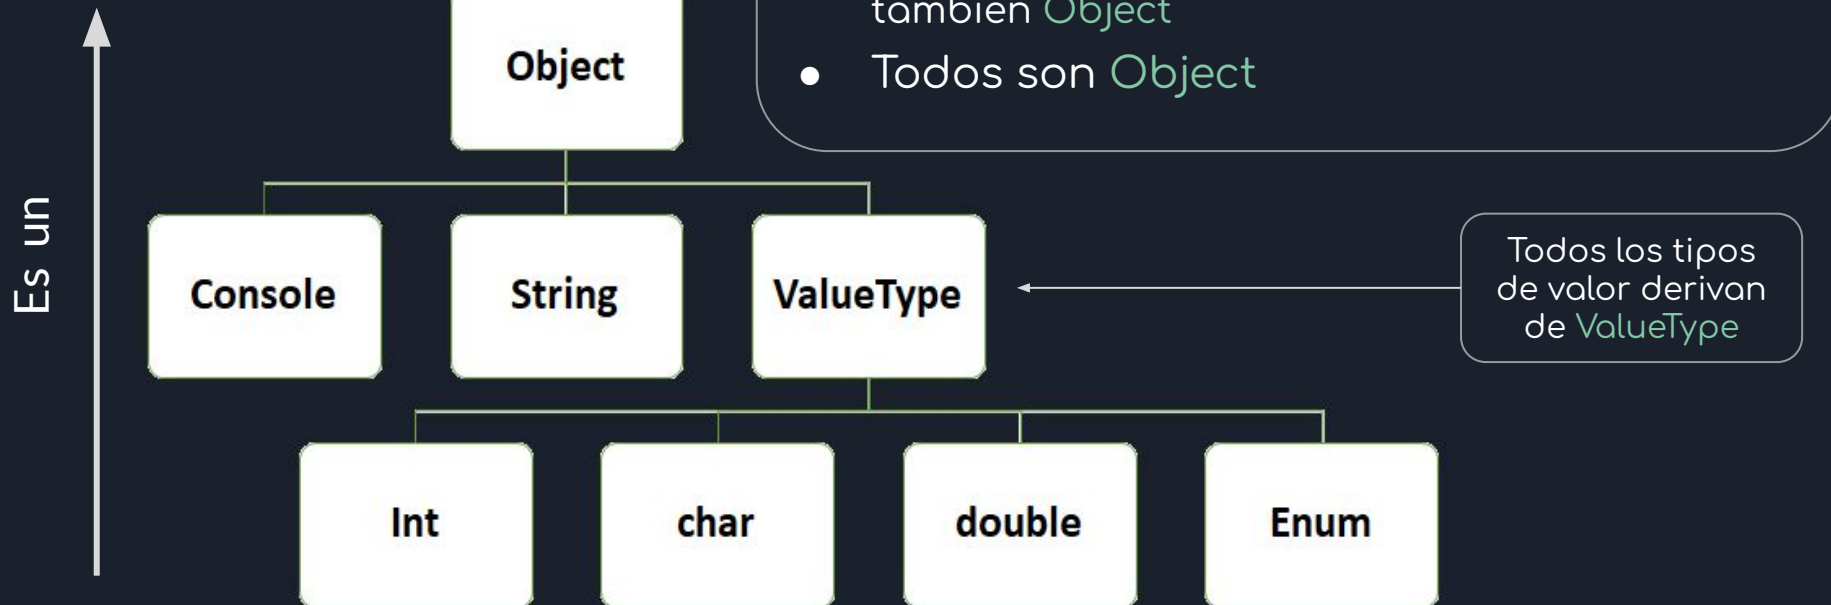 también Object
● Todos son Object
Object
Es un
Console
String
ValueType
Todos los tipos
de valor derivan
de ValueType
Int
char
double
Enum